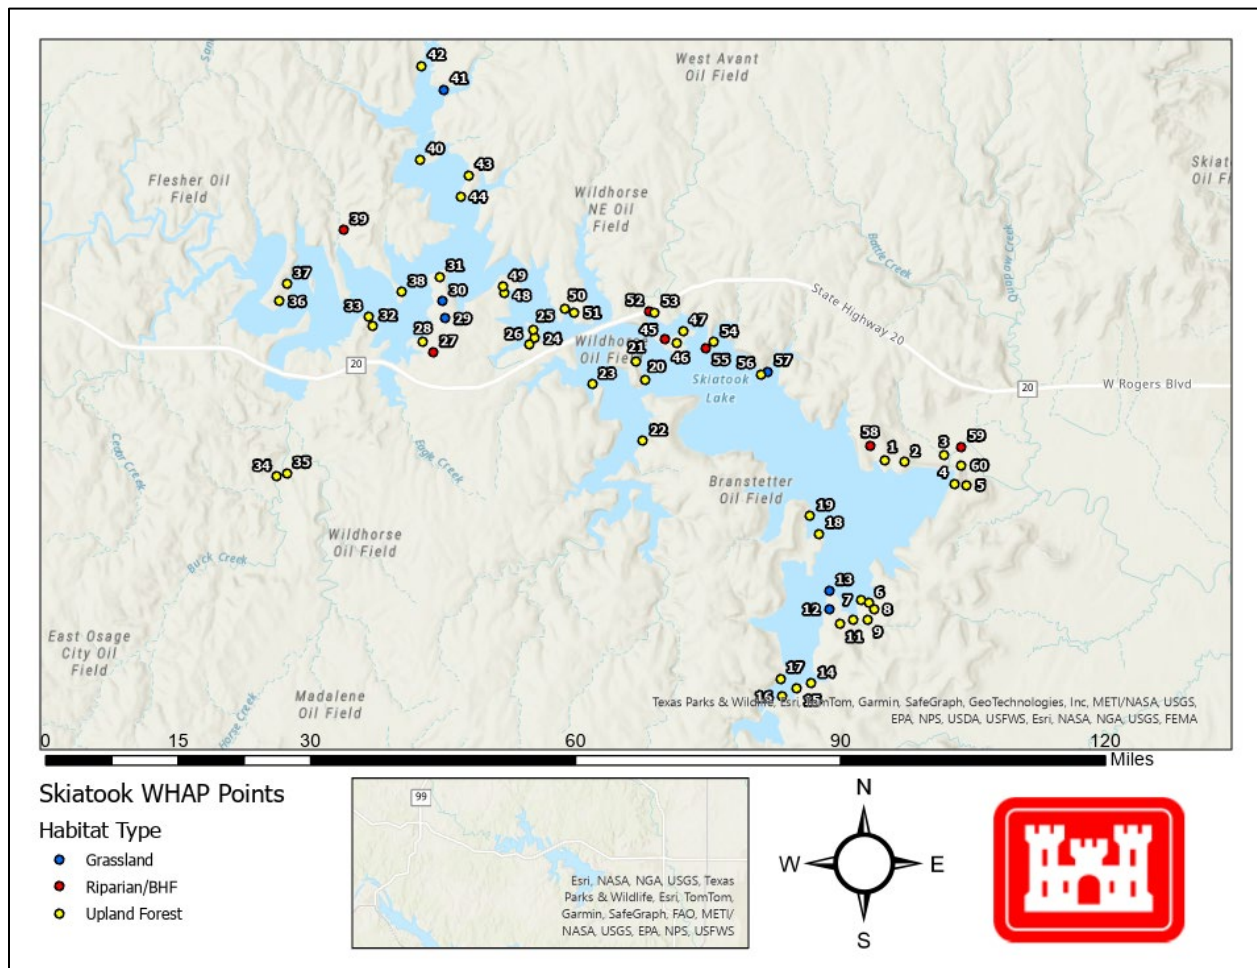 42
41
West Avant
Oil Field
40
43
44
Flesher Oil
Field
Wildhorse
NE Oil
Field
39
Battle Creek
Quapaw Creek
37
36
38
31
30
29
33
32
28
27
49
48
50
51
25
24
26
52
53
47
45
46
54
55
56
57
State Highway 20
20
Wildhorse
21
20
23
22
Skiatook
Lake
W Rogers Blvd
20
Cedar Creek
Eagle Creek
34
35
58
1
2
3
59
60
4
5
Branstetter
Oil Field
19
18
Wildhorse
Oil Field
Buck Creek
13
12
7
6
8
9
11
East Osage
City Oil
Field
Madalene
Oil Field
Horse Creek
17
14
16
15
Texas Parks & Wildlife, Esri, TomTom, Garmin, SafeGraph, GeoTechnologies, Inc, METI/NASA, USGS,
EPA, NPS, USDA, USFWS, Esri, NASA, NGA, USGS, FEMA
0 15 30 60 90 120
Miles
Skiatook WHAP Points
Habitat Type
Grassland
Riparian/BHF
Upland Forest
99
Esri, NASA, NGA, USGS, Texas
Parks & Wildlife, Esri, TomTom,
Garmin, SafeGraph, FAO, METI/
NASA, USGS, EPA, NPS, USFWS
N
W E
S